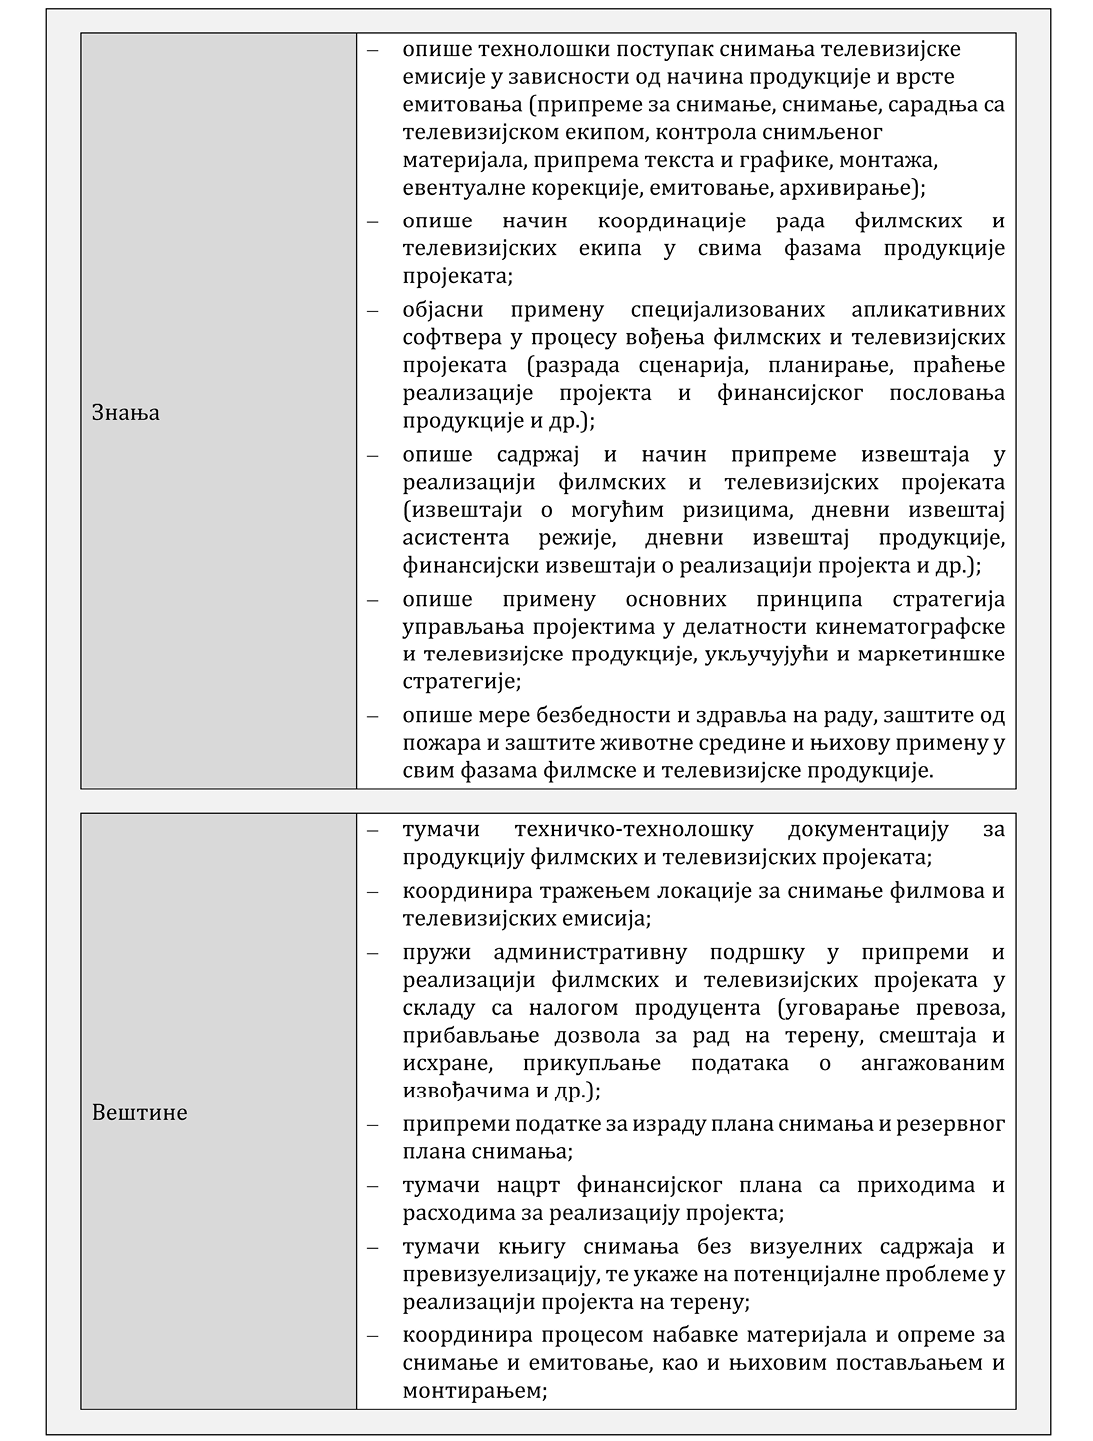 Знања
– опише технолошки поступак снимања телевизијске
емисије у зависности од начина продукције и врсте
емитовања (припреме за снимање, снимање, сарадња са
телевизијском екипом, контрола снимљеног
материјала, припрема текста и графике, монтажа,
евентуалне корекције, емитовање, архивирање);
– опише начин координације рада филмских и
телевизијских екипа у свима фазама продукције
пројеката;
– објасни примену специјализованих апликативних
софтвера у процесу вођења филмских и телевизијских
пројеката (разрада сценарија, планирање, праћење
реализације пројекта и финансијског пословања
продукције и др.);
– опише садржај и начин припреме извештаја у
реализацији филмских и телевизијских пројеката
(извештаји о могућим ризицима, дневни извештај
асистента режије, дневни извештај продукције,
финансијски извештаји о реализацији пројекта и др.);
– опише примену основних принципа стратегија
управљања пројектима у делатности кинематографске
и телевизијске продукције, укључујући и маркетиншке
стратегије;
– опише мере безбедности и здравља на раду, заштите од
пожара и заштите животне средине и њихову примену у
свим фазама филмске и телевизијске продукције.
Вештине
– тумачи техничко-технолошку документацију за
продукцију филмских и телевизијских пројеката;
– координира тражењем локације за снимање филмова и
телевизијских емисија;
– пружи административну подршку у припреми и
реализацији филмских и телевизијских пројеката у
складу са налогом продуцента (уговарање превоза,
прибављање дозвола за рад на терену, смештаја и
исхране, прикупљање података о ангажованим
извођачима и др.);
– припреми податке за израду плана снимања и резервног
плана снимања;
– тумачи нацрт финансијског плана са приходима и
расходима за реализацију пројекта;
– тумачи књигу снимања без визуелних садржаја и
превизуелизацију, те укаже на потенцијалне проблеме у
реализацији пројекта на терену;
– координира процесом набавке материјала и опреме за
снимање и емитовање, као и њиховим постављањем и
монтирањем;